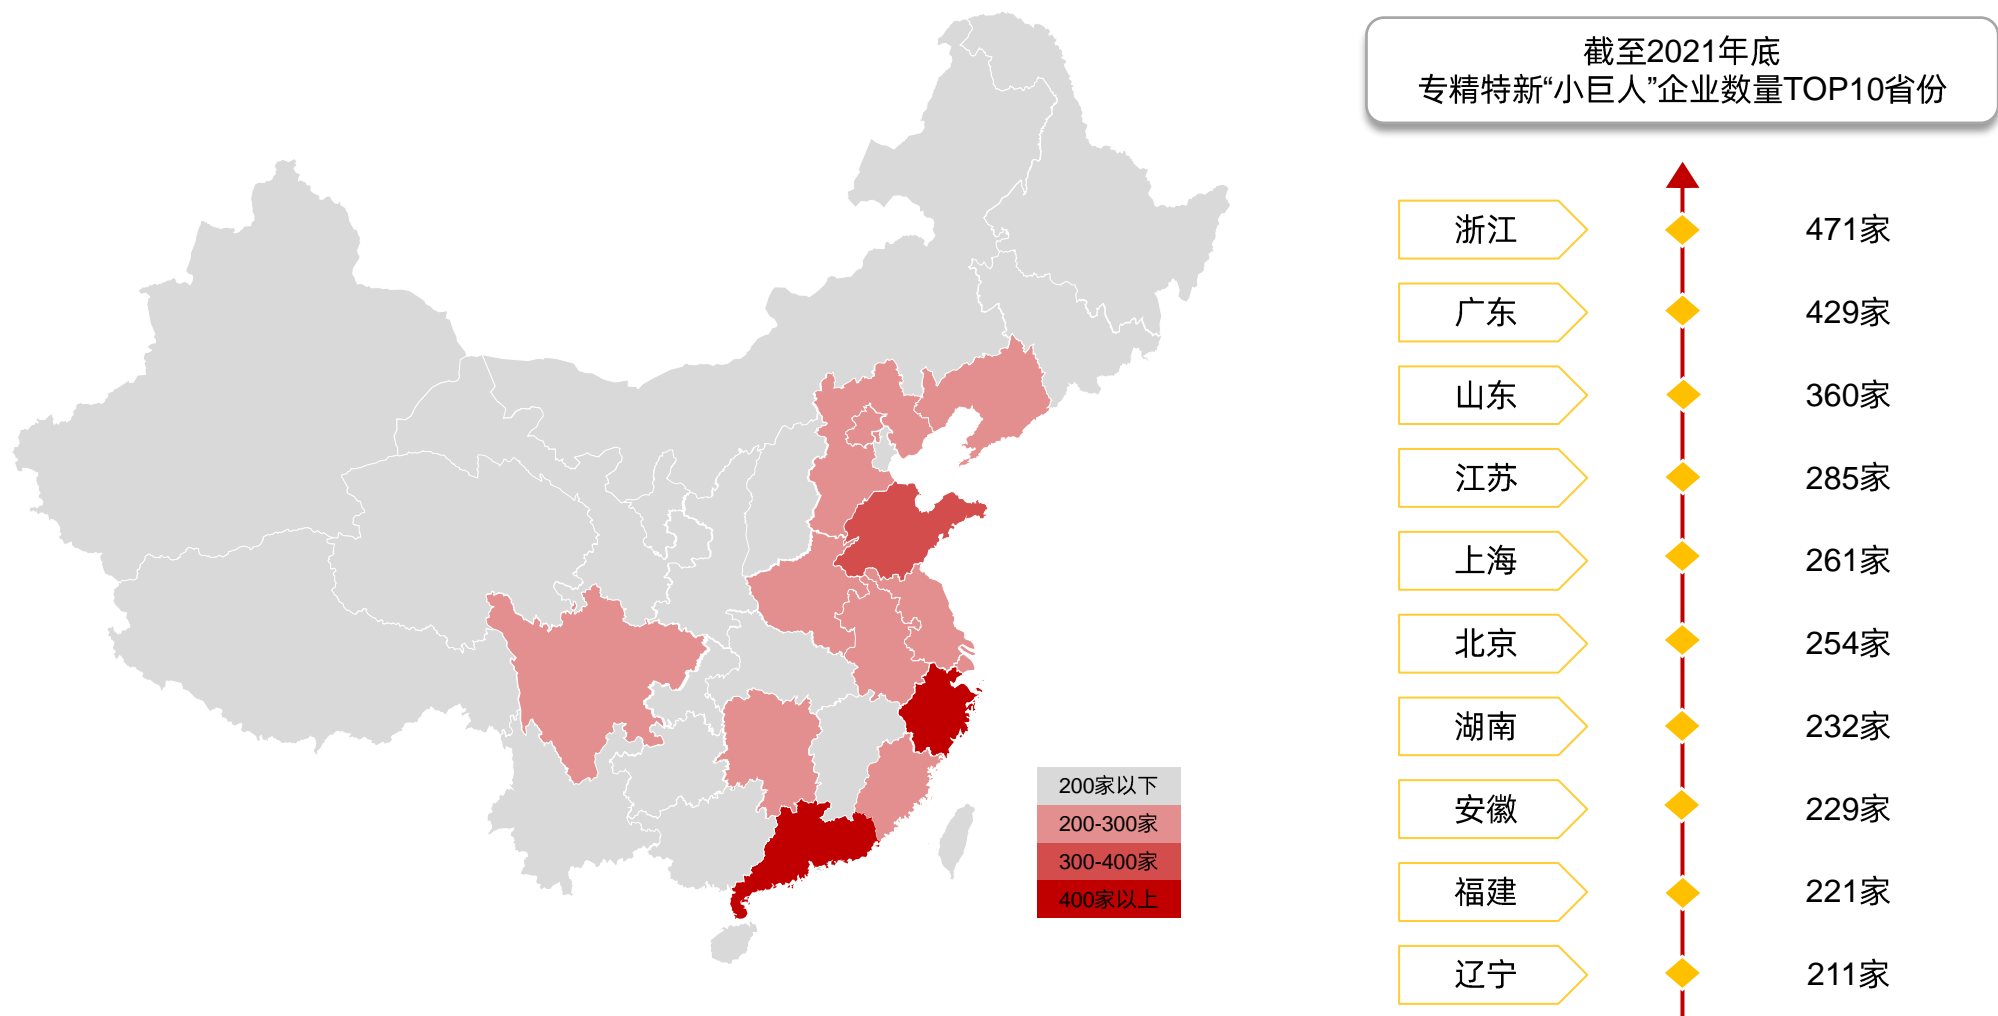 截至2021年底
专精特新“小巨人”企业数量TOP10省份
浙江 471家
广东 429家
山东 360家
江苏 285家
上海 261家
北京 254家
湖南 232家
安徽 229家
福建 221家
辽宁 211家
200家以下
200-300家
300-400家
400家以上